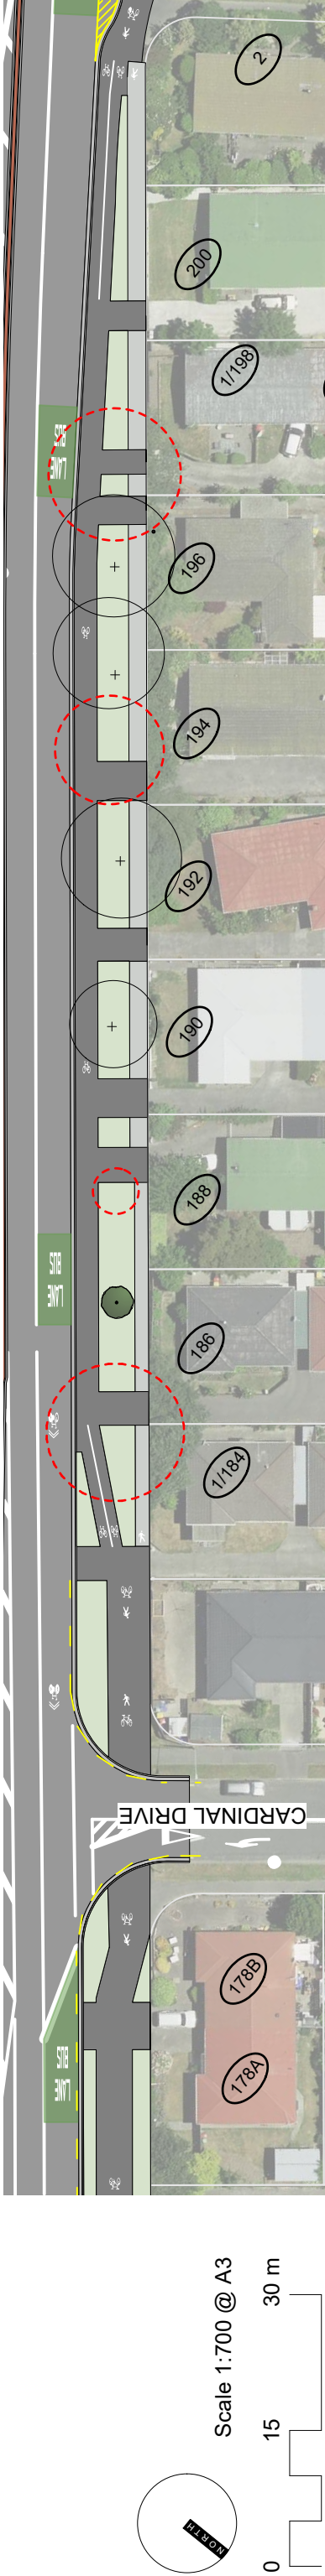 2
200
1/198
BUS
LANE
196
194
192
190
188
BUS
LANE
186
1/184
CARDINAL DRIVE
178B
BUS
LANE
178A
Scale 1:700 @ A3
0 15 30 m
NORTH